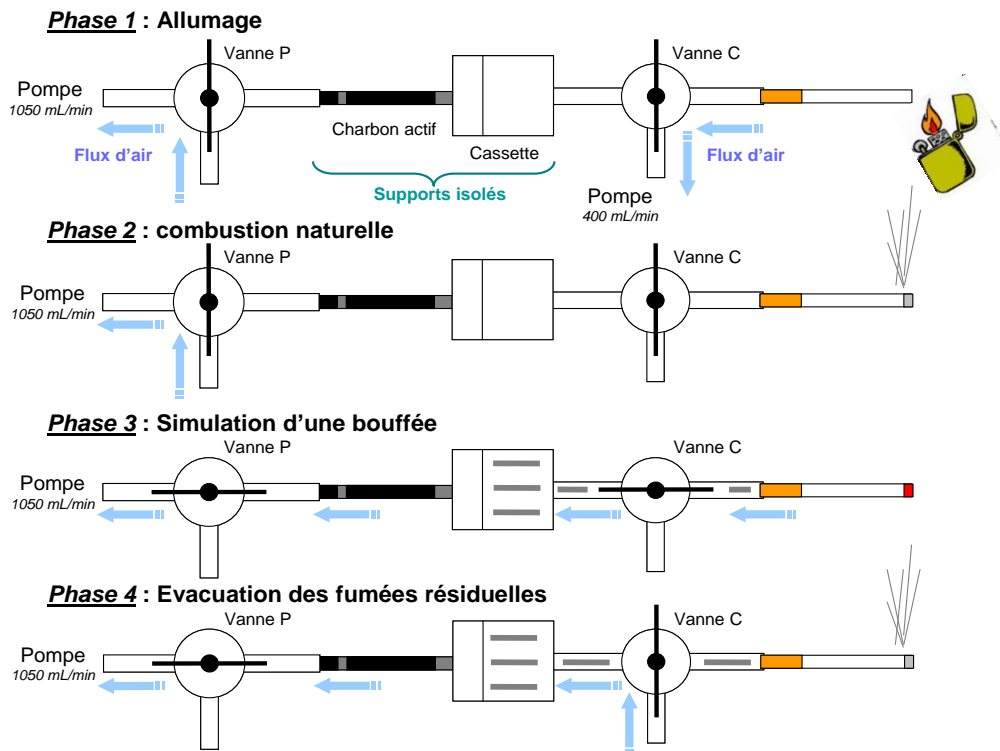 Phase 1 : Allumage
Vanne P
Vanne C
Pompe
1050 mL/min
Charbon actif
Flux d'air
Cassette
Flux d'air
Supports isolés
Pompe
400 mL/min
Phase 2 : combustion naturelle
Vanne P
Vanne C
Pompe
1050 mL/min
Phase 3 : Simulation d’une bouffée
Vanne P
Vanne C
Pompe
1050 mL/min
Phase 4 : Evacuation des fumées résiduelles
Vanne P
Vanne C
Pompe
1050 mL/min